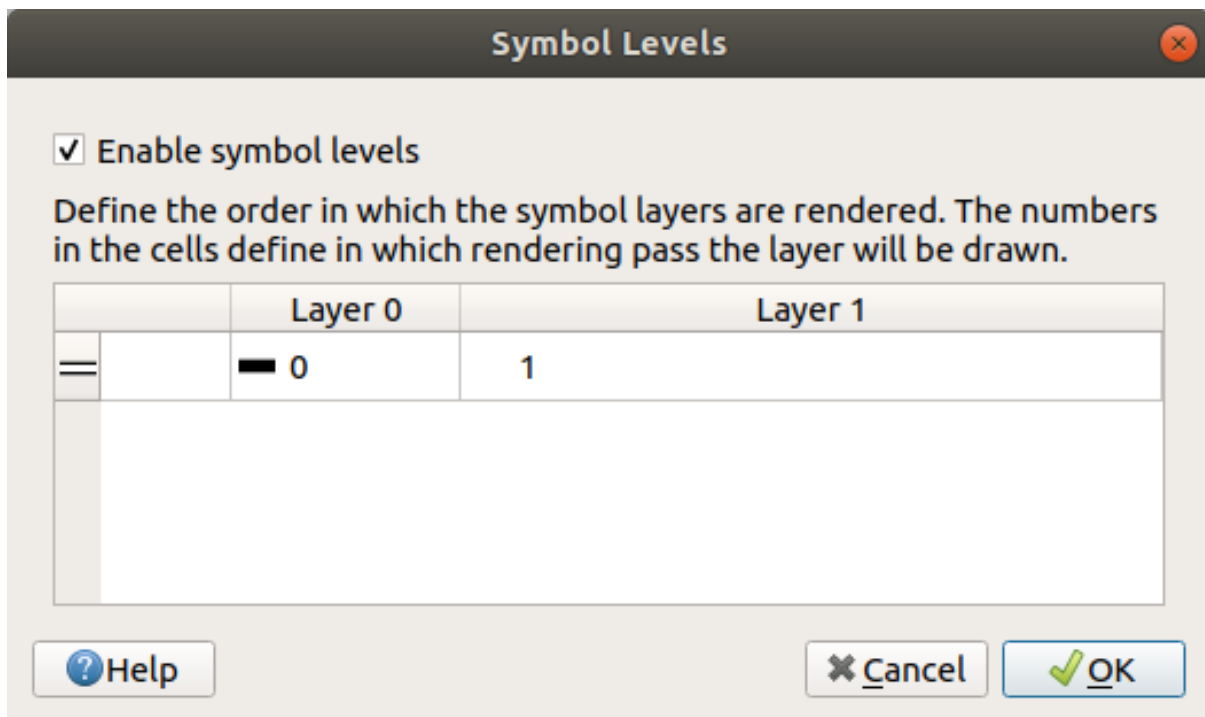 Symbol Levels
Enable symbol levels
Define the order in which the symbol layers are rendered. The numbers
in the cells define in which rendering pass the layer will be drawn.
Layer 0 Layer 1
0 1
Help Cancel OK